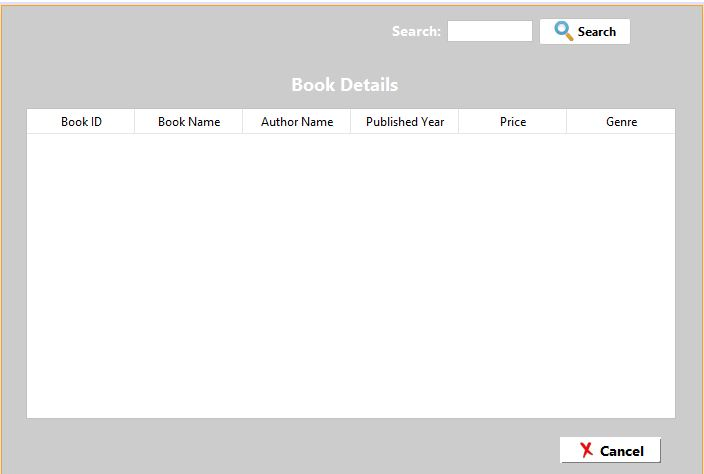 Search: Search
Book Details
Book ID Book Name Author Name Published Year Price Genre
Cancel